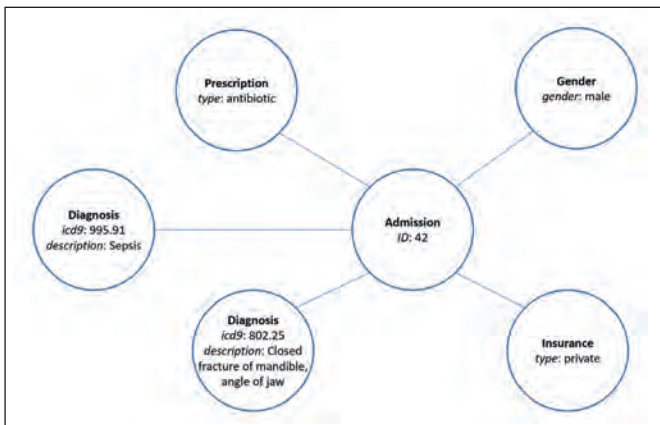 Prescription
type: antibiotic
Gender
gender: male
Diagnosis
icd9: 995.91
description: Sepsis
Admission
ID: 42
Diagnosis
icd9: 802.25
description: Closed
fracture of mandible,
angle of jaw
Insurance
type: private